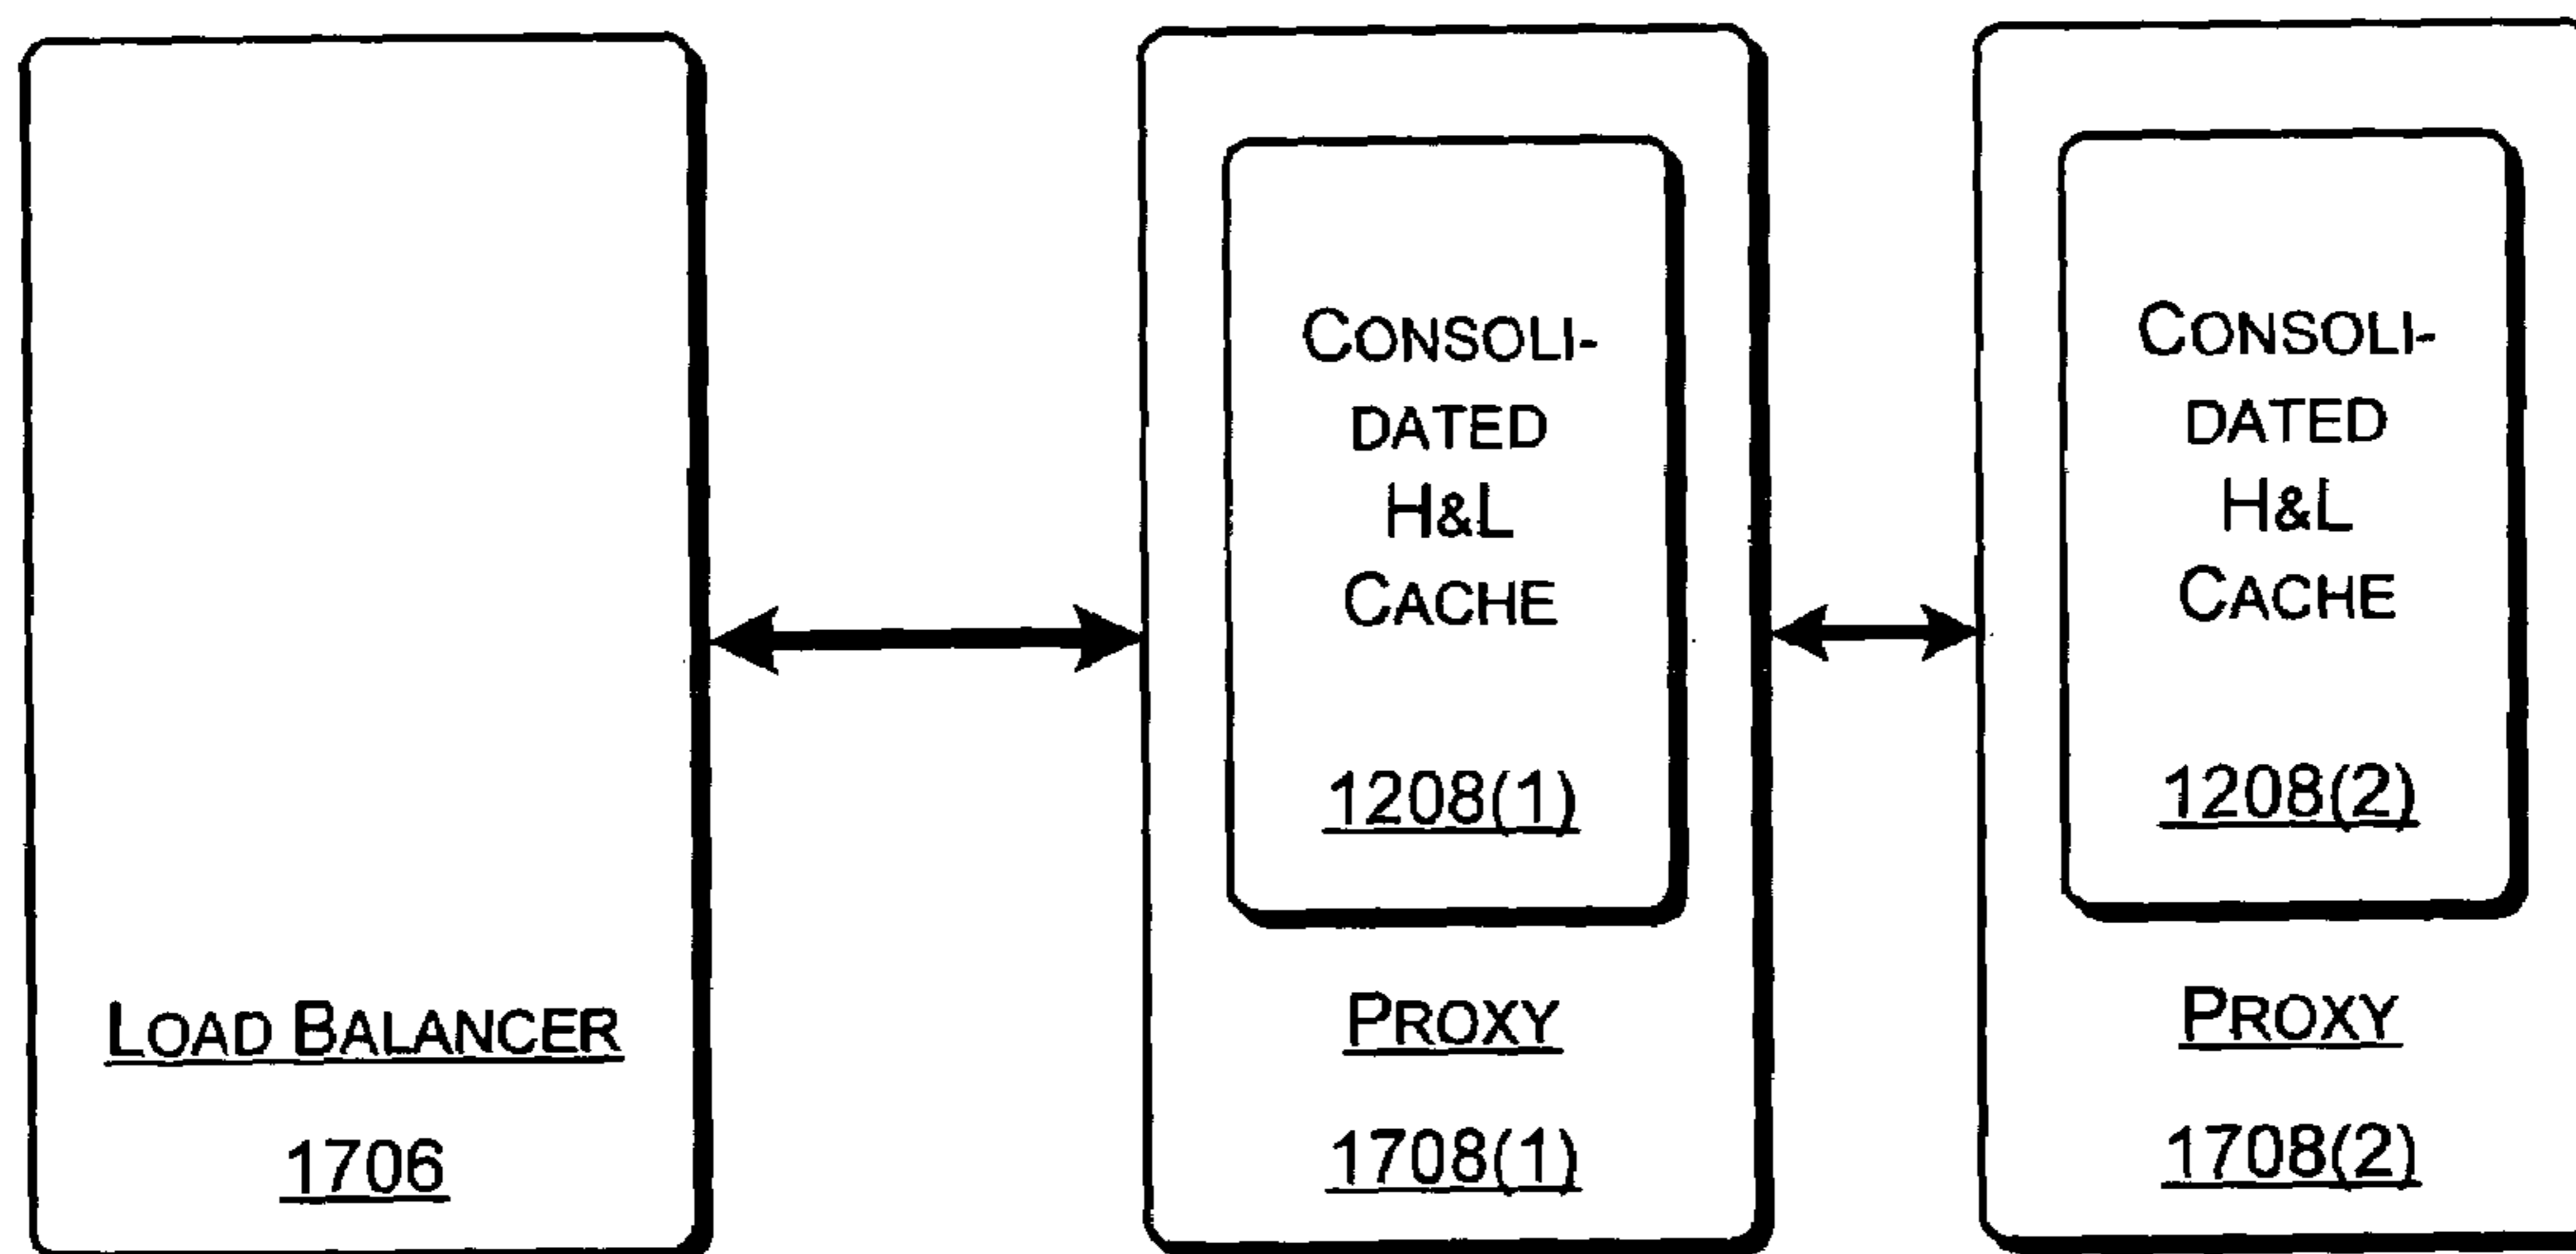 LOAD BALANCER
1706
CONSOLI-
DATED
H&L
CACHE
1208(1)
PROXY
1708(1)
CONSOLI-
DATED
H&L
CACHE
1208(2)
PROXY
1708(2)